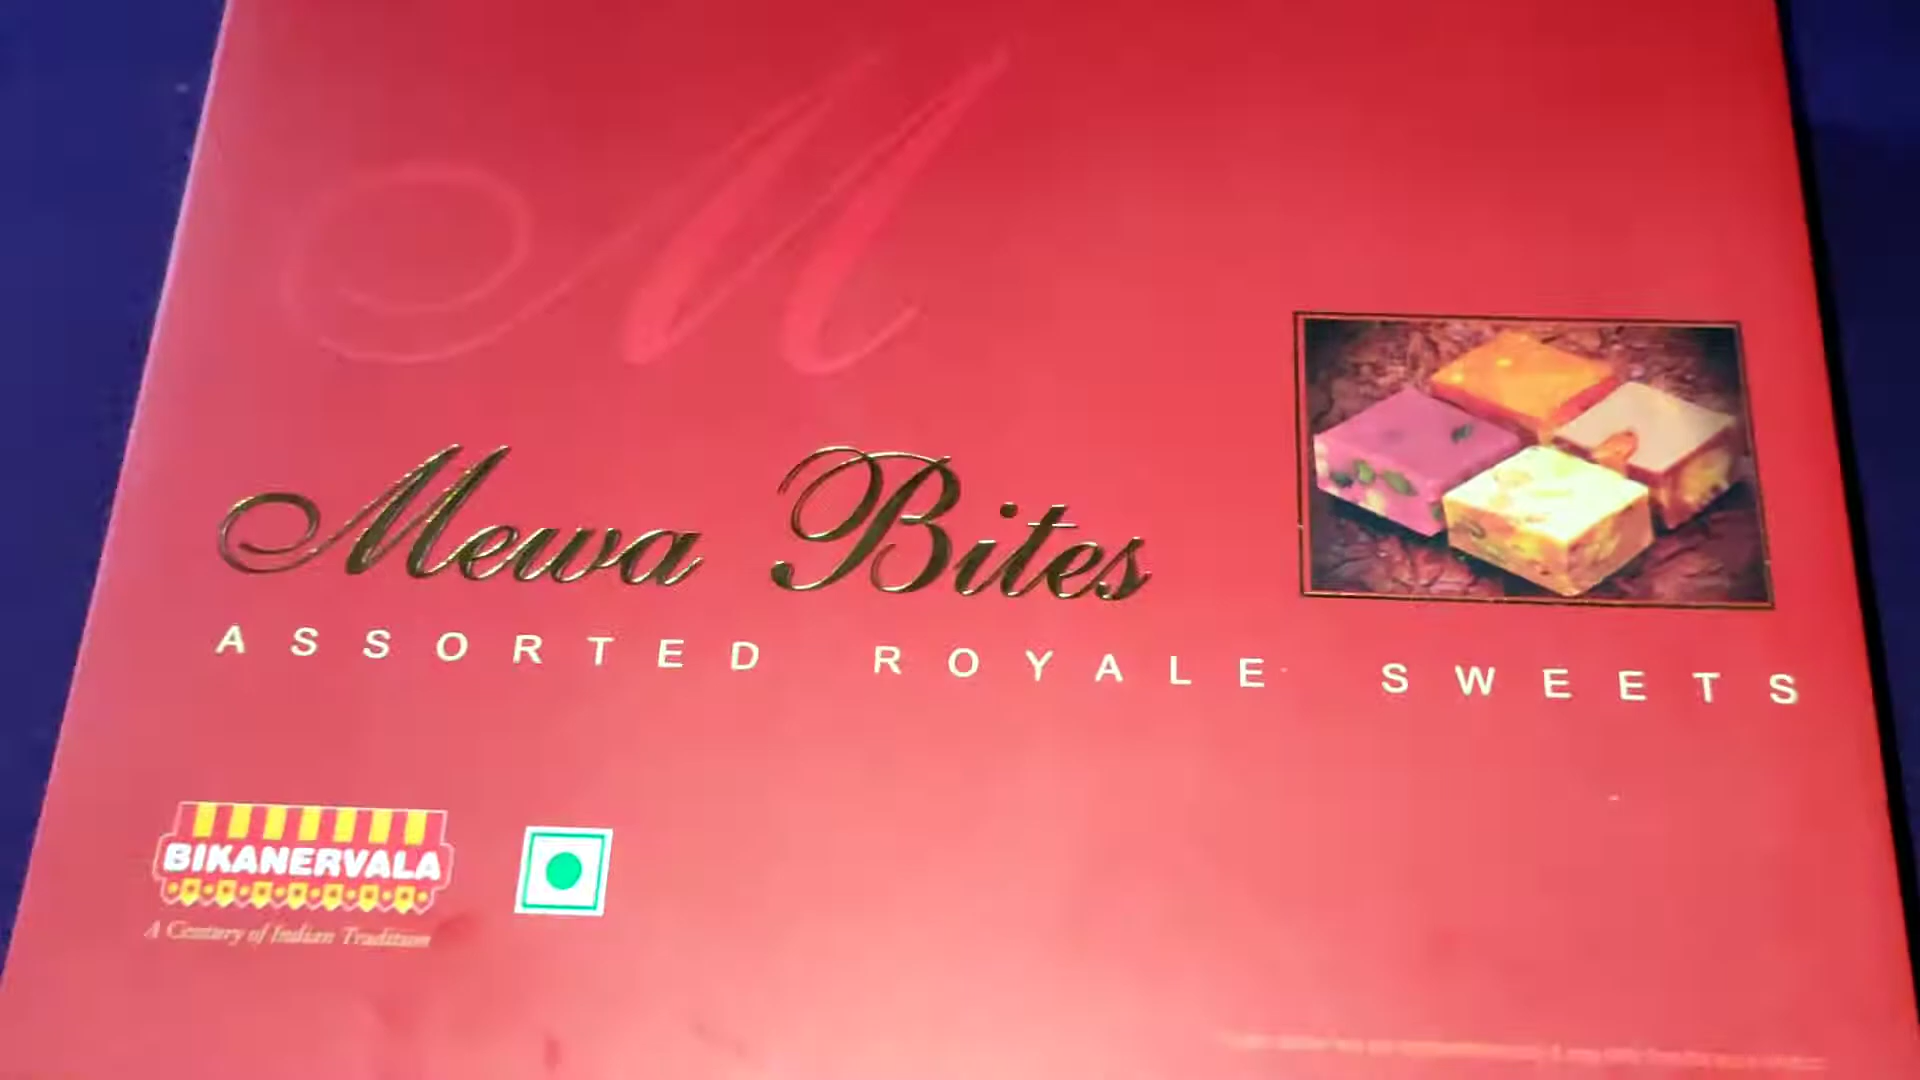 M
Mewa Bites
ASSORTED ROYALE SWEETS
BIKANERVALA
A Century of Indian Tradition